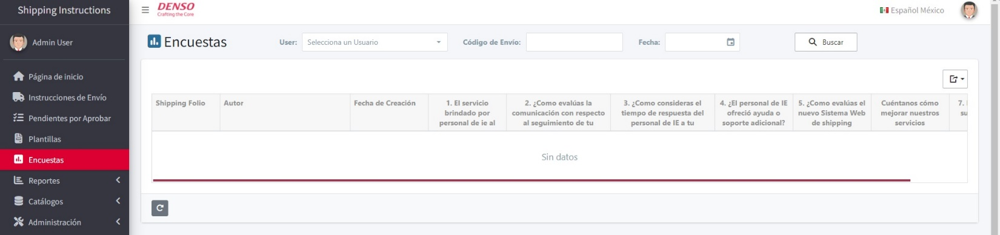 Shipping Instructions
Admin User
Página de inicio
Instrucciones de Envío
Pendientes por Aprobar
Plantillas
Encuestas
Reportes
Catálogos
Administración
DENSO
Crafting the Core
Español México
Encuestas
User: Selecciona un Usuario
Código de Envío:
Fecha:
Buscar
Shipping Folio
Autor
Fecha de Creación
1. El servicio
brindado por
personal de ie al
2. ¿Como evalúas la
comunicación con respecto
al seguimiento de tu
3. ¿Como consideras el
tiempo de respuesta del
personal de IE a tu
4. ¿El personal de IE
ofreció ayuda o
soporte adicional?
5. ¿Como evalúas el
nuevo Sistema Web
de shipping
Cuéntanos cómo
mejorar nuestros
servicios
7.
su
Sin datos